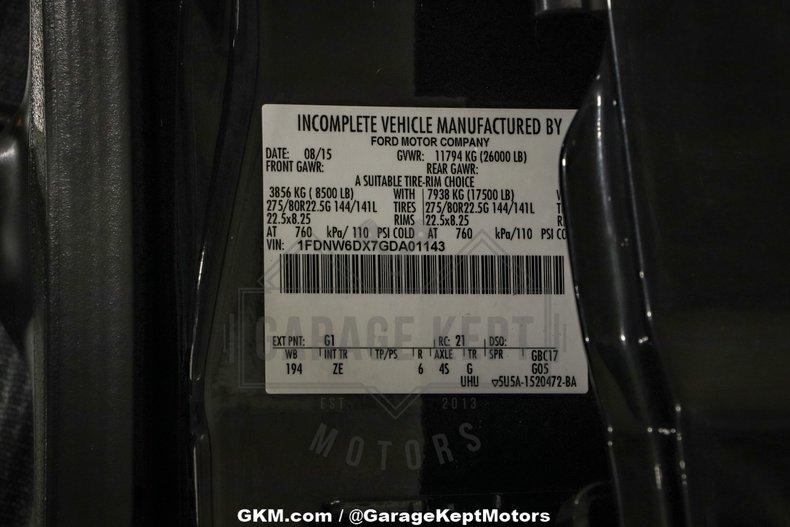 INCOMPLETE VEHICLE MANUFACTURED BY
FORD MOTOR COMPANY
DATE: 08/15 GVWR: 11794 KG (26000 LB)
FRONT GAWR: REAR GAWR:
A SUITABLE TIRE-RIM CHOICE
3856 KG ( 8500 LB) WITH 7938 KG (17500 LB)
275/80R22.5G 144/141L TIRES 275/80R22.5G 144/141L
22.5x8.25 RIMS 22.5x8.25
AT 760 kPa/ 110 PSI COLD AT 760 kPa/110 PSI CO
VIN: 1FDNW6DX7GDA01143
GARAGE KEPT
EXT PNT: G1 RC: 21 DSO:
WB INT TR TP/PS R AXLE TR SPR GBC17
194 ZE 6 4S G G05
UHU 5U5A-1520472-BA
EST. 2013
MOTORS
GKM.com / @GarageKeptMotors